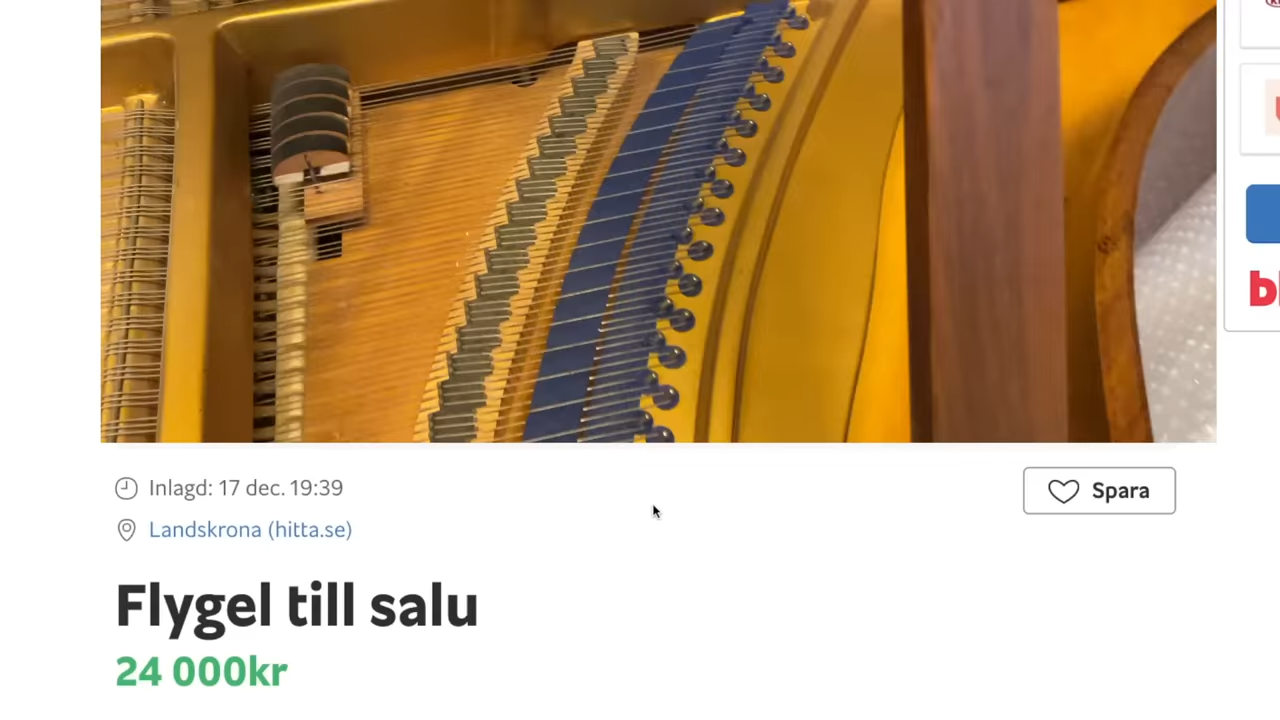 Inlagd: 17 dec. 19:39
Spara
Landskrona (hitta.se)
Flygel till salu
24 000kr